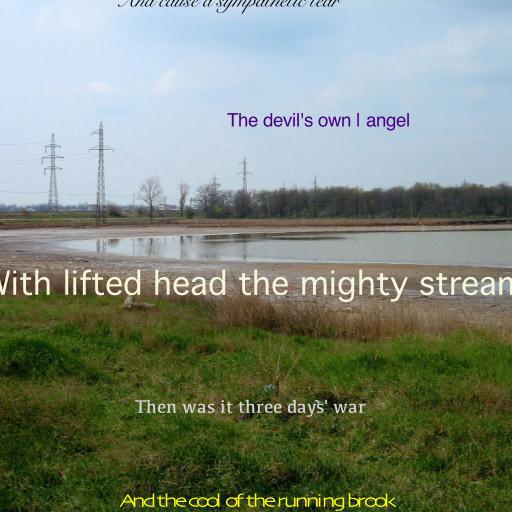 And cause a sympathetic tear
The devil's own I angel
With lifted head the mighty stream
Then was it three days' war
And the cool of the running brook